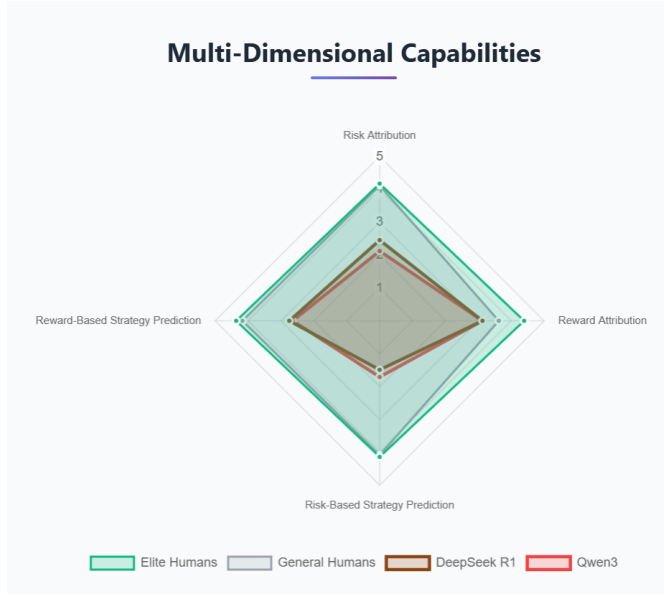 Multi-Dimensional Capabilities
Risk Attribution
5
4
3
2
1
Reward-Based Strategy Prediction
Reward Attribution
Risk-Based Strategy Prediction
Elite Humans
General Humans
DeepSeek R1
Qwen3